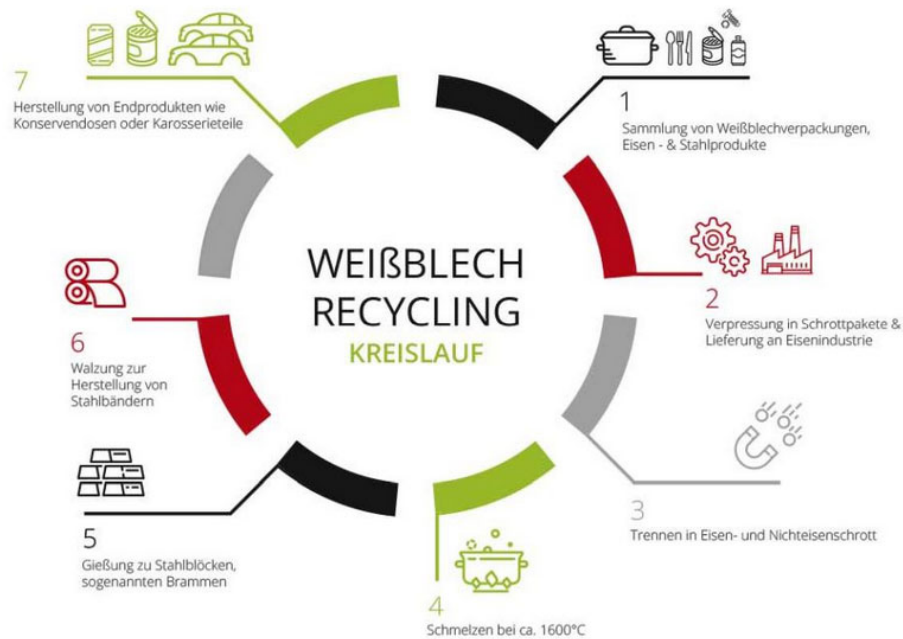 WEIßBLECH
RECYCLING
KREISLAUF
1
Sammlung von Weißblechverpackungen,
Eisen - & Stahlprodukte
2
Verpressung in Schrottpakete &
Lieferung an Eisenindustrie
3
Trennen in Eisen- und Nichteisenschrott
4
Schmelzen bei ca. 1600°C
5
Gießung zu Stahlblöcken,
sogenannten Brammen
6
Walzung zur
Herstellung von
Stahlbändern
7
Herstellung von Endprodukten wie
Konservendosen oder Karosserieteile